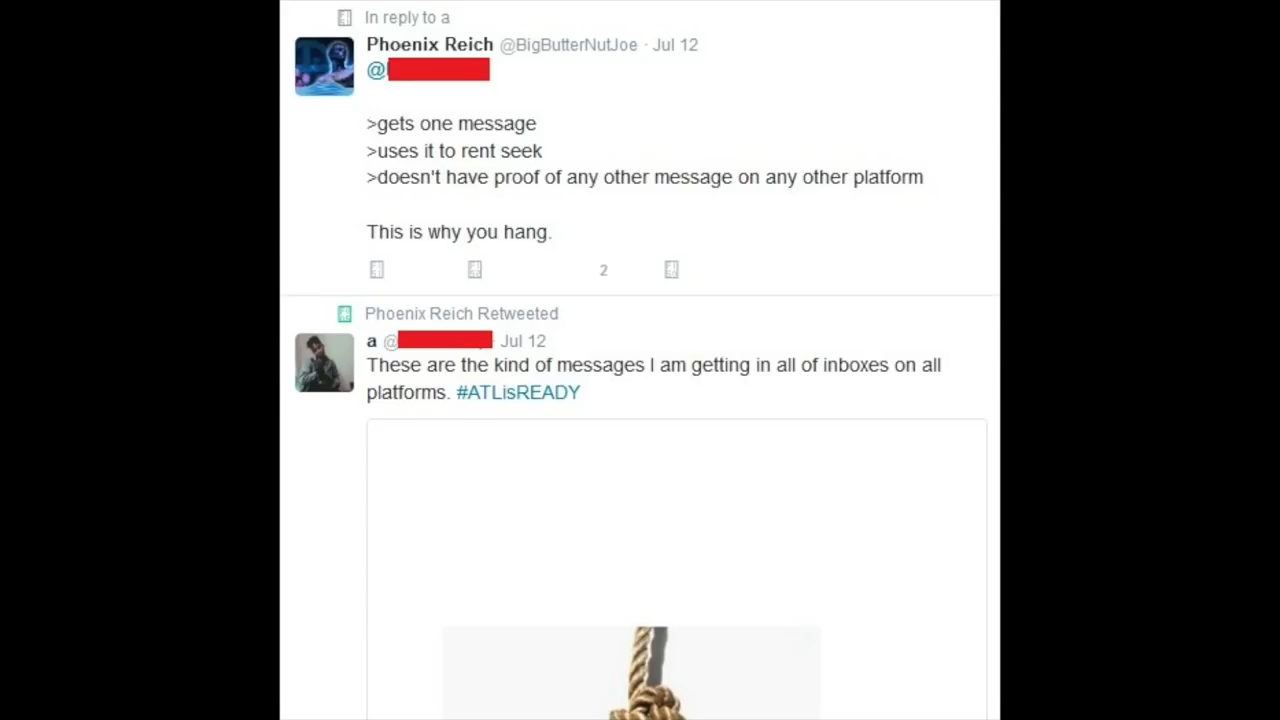 In reply to a
Phoenix Reich @BigButterNutJoe · Jul 12
@
>gets one message
>uses it to rent seek
>doesn't have proof of any other message on any other platform
This is why you hang.
2
Phoenix Reich Retweeted
a @ · Jul 12
These are the kind of messages I am getting in all of inboxes on all
platforms. #ATLisREADY